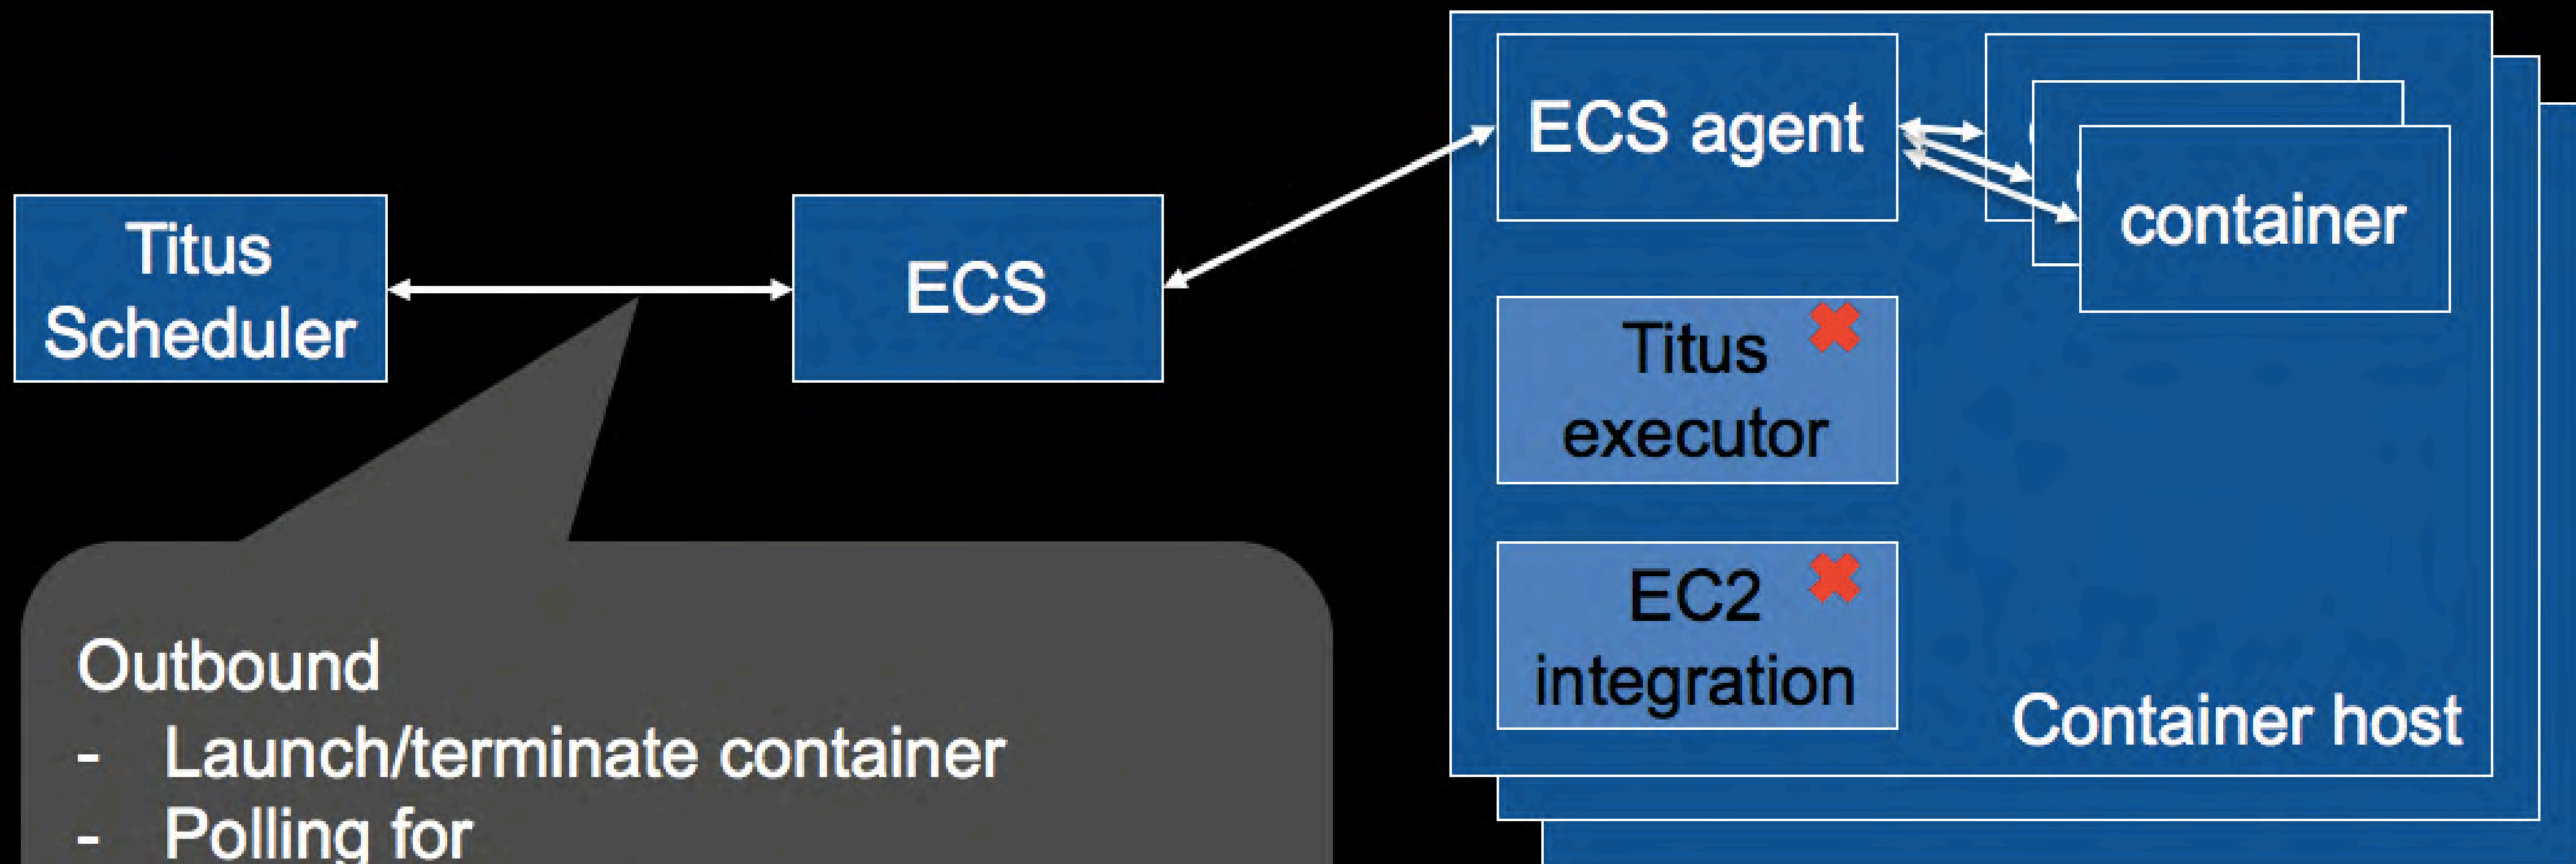 Titus
Scheduler
ECS
ECS agent
container
Titus
executor
EC2
integration
Container host
Outbound
- Launch/terminate container
- Polling for